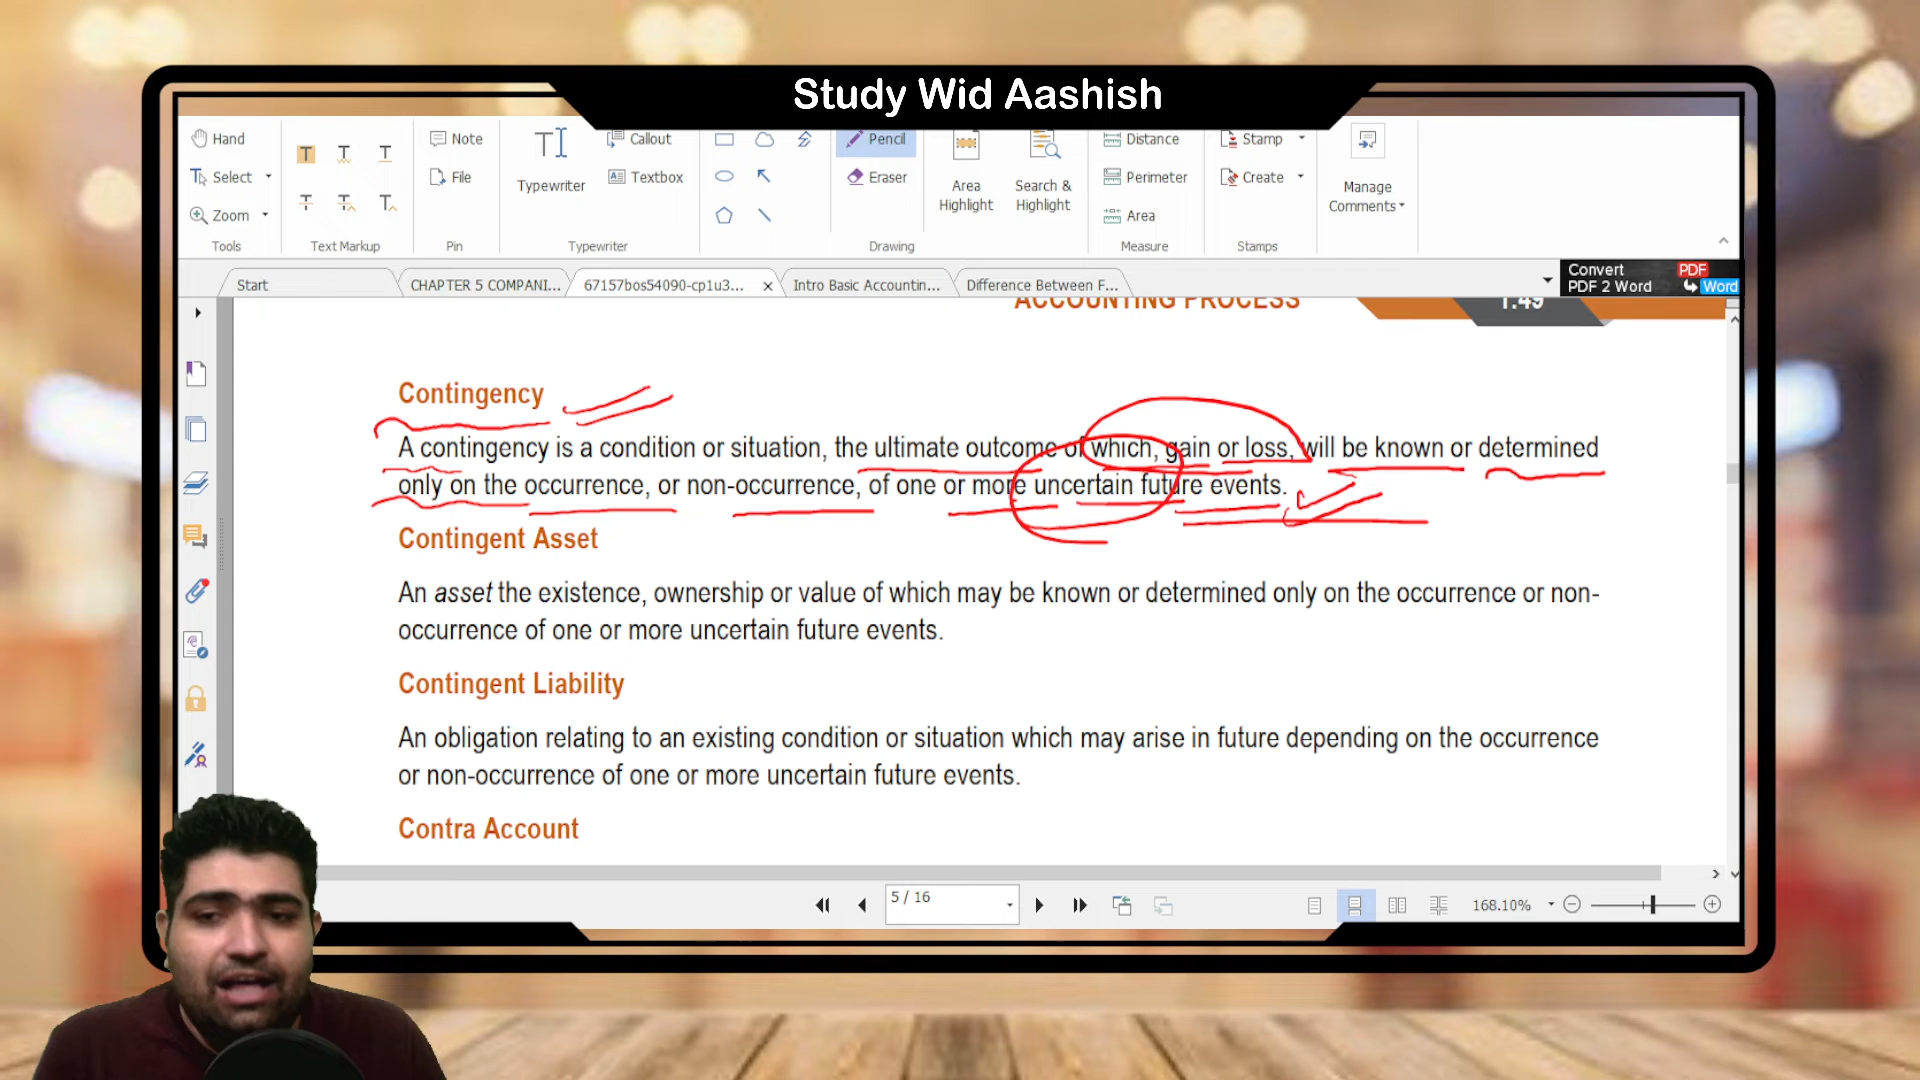 Study Wid Aashish
Hand
Select
Zoom
Tools
Text Markup
Note
File
Pin
Typewriter
Callout
Textbox
Typewriter
Pencil
Eraser
Drawing
Area
Highlight
Search &
Highlight
Distance
Perimeter
Area
Measure
Stamp
Create
Stamps
Manage
Comments
Start
CHAPTER 5 COMPANI...
67157bos54090-cp1u3...
Intro Basic Accountin...
Difference Between F...
Convert PDF
PDF 2 Word Word
ACCOUNTING PROCESS 1.49
Contingency
A contingency is a condition or situation, the ultimate outcome of which, gain or loss, will be known or determined
only on the occurrence, or non-occurrence, of one or more uncertain future events.
Contingent Asset
An asset the existence, ownership or value of which may be known or determined only on the occurrence or non-
occurrence of one or more uncertain future events.
Contingent Liability
An obligation relating to an existing condition or situation which may arise in future depending on the occurrence
or non-occurrence of one or more uncertain future events.
Contra Account
5 / 16
168.10%